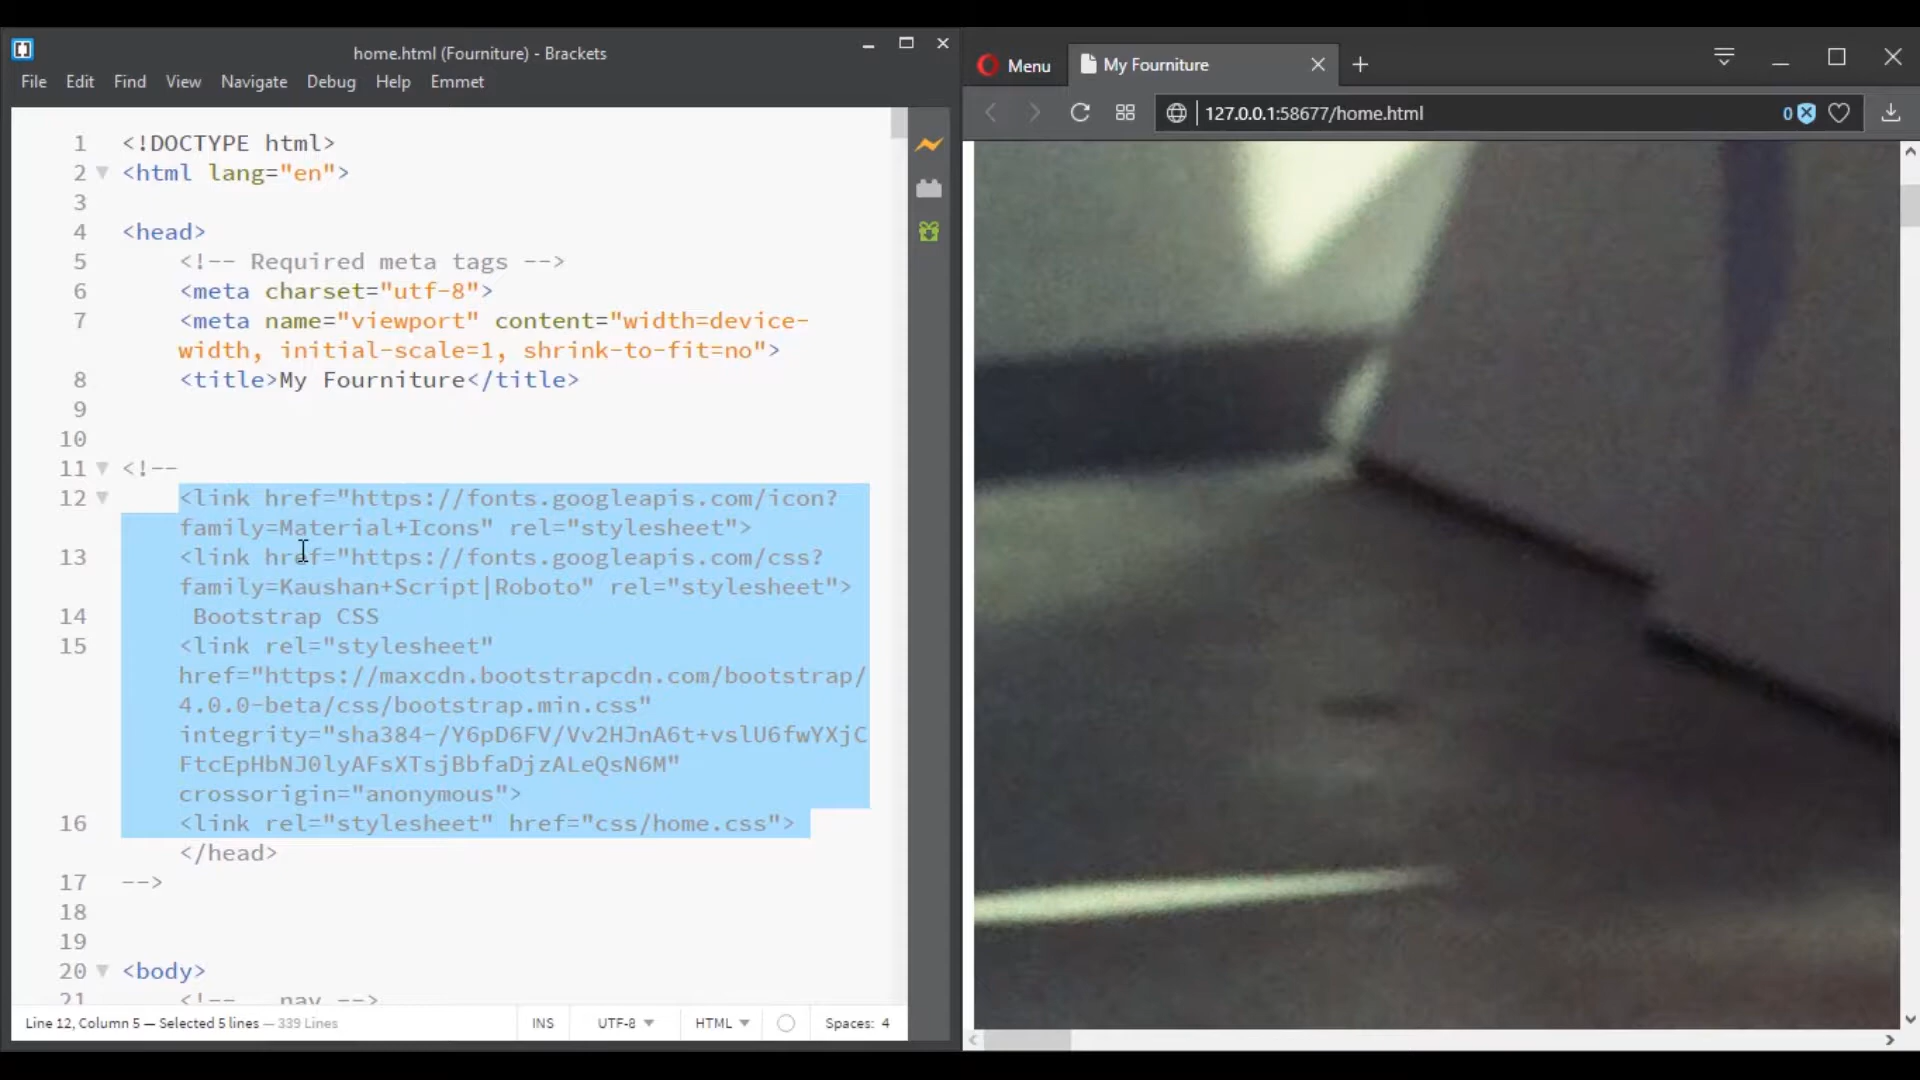 home.html (Fourniture) - Brackets
File Edit Find View Navigate Debug Help Emmet
1 <!DOCTYPE html>
2 <html lang="en">
3
4 <head>
5 <!-- Required meta tags -->
6 <meta charset="utf-8">
7 <meta name="viewport" content="width=device-
width, initial-scale=1, shrink-to-fit=no">
8 <title>My Fourniture</title>
9
10
11 <!--
12 <link href="https://fonts.googleapis.com/icon?
family=Material+Icons" rel="stylesheet">
13 <link href="https://fonts.googleapis.com/css?
family=Kaushan+Script|Roboto" rel="stylesheet">
14 Bootstrap CSS
15 <link rel="stylesheet"
href="https://maxcdn.bootstrapcdn.com/bootstrap/
4.0.0-beta/css/bootstrap.min.css"
integrity="sha384-/Y6pD6FV/Vv2HJnA6t+vslU6fwYXjC
FtcEpHbNJ0lyAFsXTsjBbfaDjzALeQsN6M"
crossorigin="anonymous">
16 <link rel="stylesheet" href="css/home.css">
</head>
17 -->
18
19
20 <body>
21 <!-- nav -->
Line 12, Column 5 — Selected 5 lines — 339 Lines
INS UTF-8 HTML Spaces: 4
Menu My Fourniture
127.0.0.1:58677/home.html 0